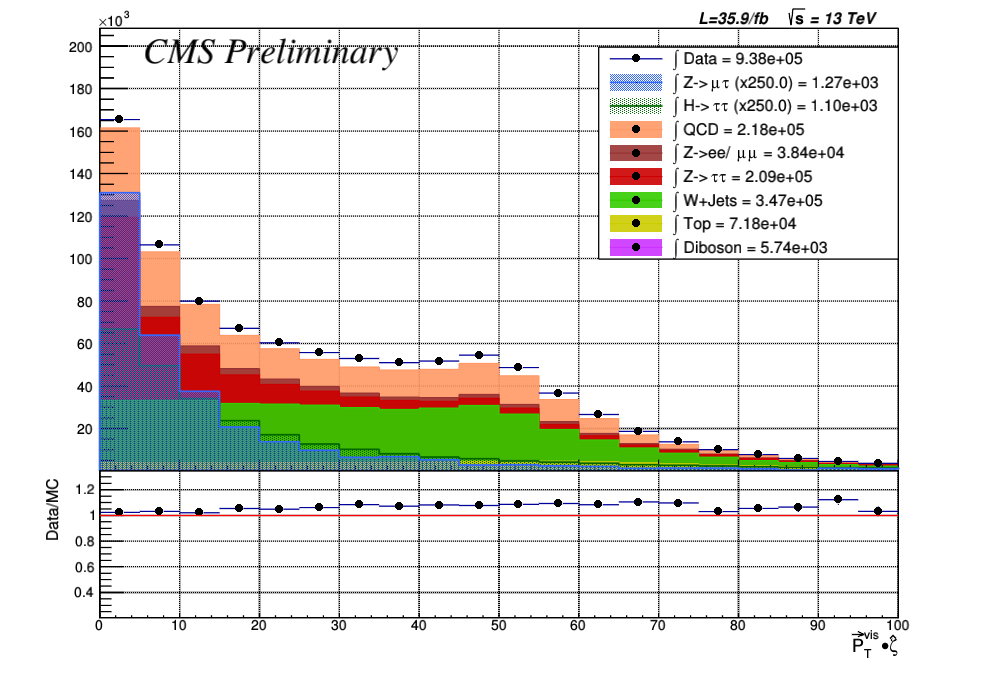 ×10³
L=35.9/fb √s = 13 TeV
CMS Preliminary
200
180
160
140
120
100
80
60
40
20
∫ Data = 9.38e+05
∫ Z->μτ (x250.0) = 1.27e+03
∫ H->ττ (x250.0) = 1.10e+03
∫ QCD = 2.18e+05
∫ Z->ee/ μμ = 3.84e+04
∫ Z->ττ = 2.09e+05
∫ W+Jets = 3.47e+05
∫ Top = 7.18e+04
∫ Diboson = 5.74e+03
Data/MC
1.2
1
0.8
0.6
0.4
0 10 20 30 40 50 60 70 80 90 100
P⃗_T^vis • ζ̂